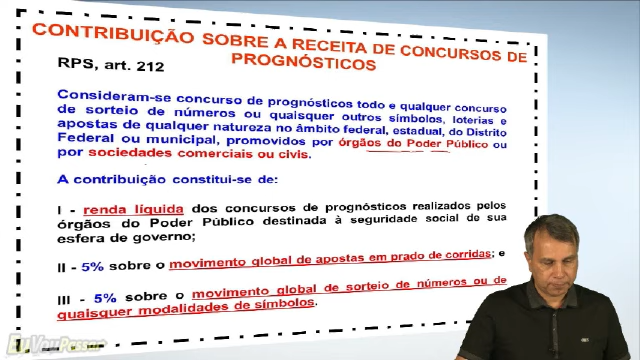 CONTRIBUIÇÃO SOBRE A RECEITA DE CONCURSOS DE
PROGNÓSTICOS
RPS, art. 212
Consideram-se concurso de prognósticos todo e qualquer concurso
de sorteio de números ou quaisquer outros símbolos, loterias e
apostas de qualquer natureza no âmbito federal, estadual, do Distrito
Federal ou municipal, promovidos por órgãos do Poder Público ou
por sociedades comerciais ou civis.
A contribuição constitui-se de:
I - renda líquida dos concursos de prognósticos realizados pelos
órgãos do Poder Público destinada à seguridade social de sua
esfera de governo;
II - 5% sobre o movimento global de apostas em prado de corridas; e
III - 5% sobre o movimento global de sorteio de números ou de
quaisquer modalidades de símbolos.
EuVouPassar